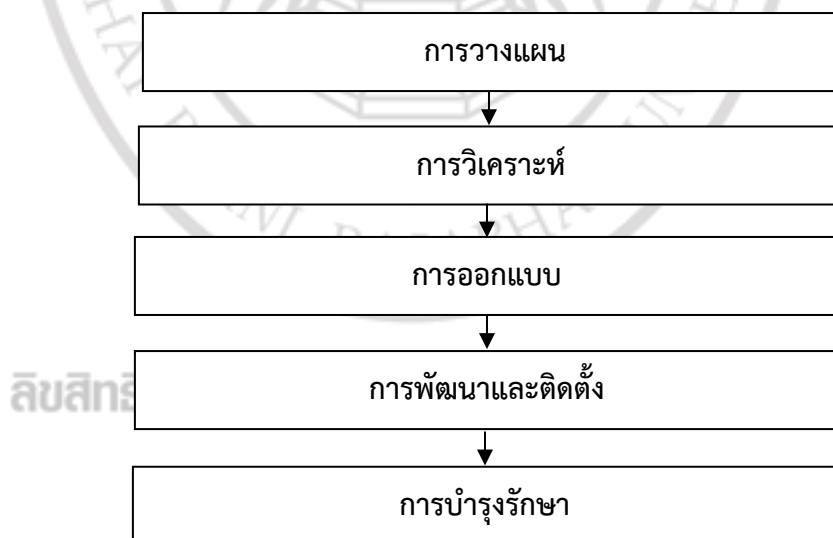 การวางแผน
การวิเคราะห์
การออกแบบ
การพัฒนาและติดตั้ง
การบำรุงรักษา